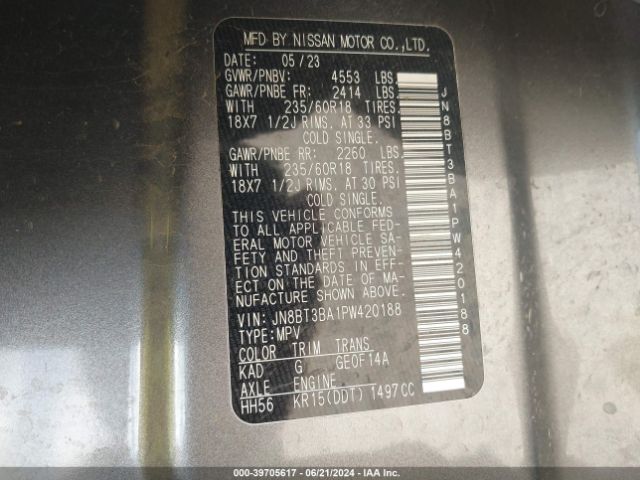 MFD BY NISSAN MOTOR CO.,LTD.
DATE: 05/23
GVWR/PNBV: 4553 LBS.
GAWR/PNBE FR: 2414 LBS.
WITH 235/60R18 TIRES.
18X7 1/2J RIMS. AT 33 PSI
COLD SINGLE.
GAWR/PNBE RR: 2260 LBS.
WITH 235/60R18 TIRES.
18X7 1/2J RIMS. AT 30 PSI
COLD SINGLE.
THIS VEHICLE CONFORMS
TO ALL APPLICABLE FED-
ERAL MOTOR VEHICLE SA-
FETY AND THEFT PREVEN-
TION STANDARDS IN EFF-
ECT ON THE DATE OF MA-
NUFACTURE SHOWN ABOVE.
VIN: JN8BT3BA1PW420188
TYPE:MPV
COLOR TRIM TRANS
KAD G GE0F14A
AXLE ENGINE
HH56 KR15(DDT) 1497CC
JN8BT3BA1PW420188
000-39705617 - 06/21/2024 - IAA Inc.